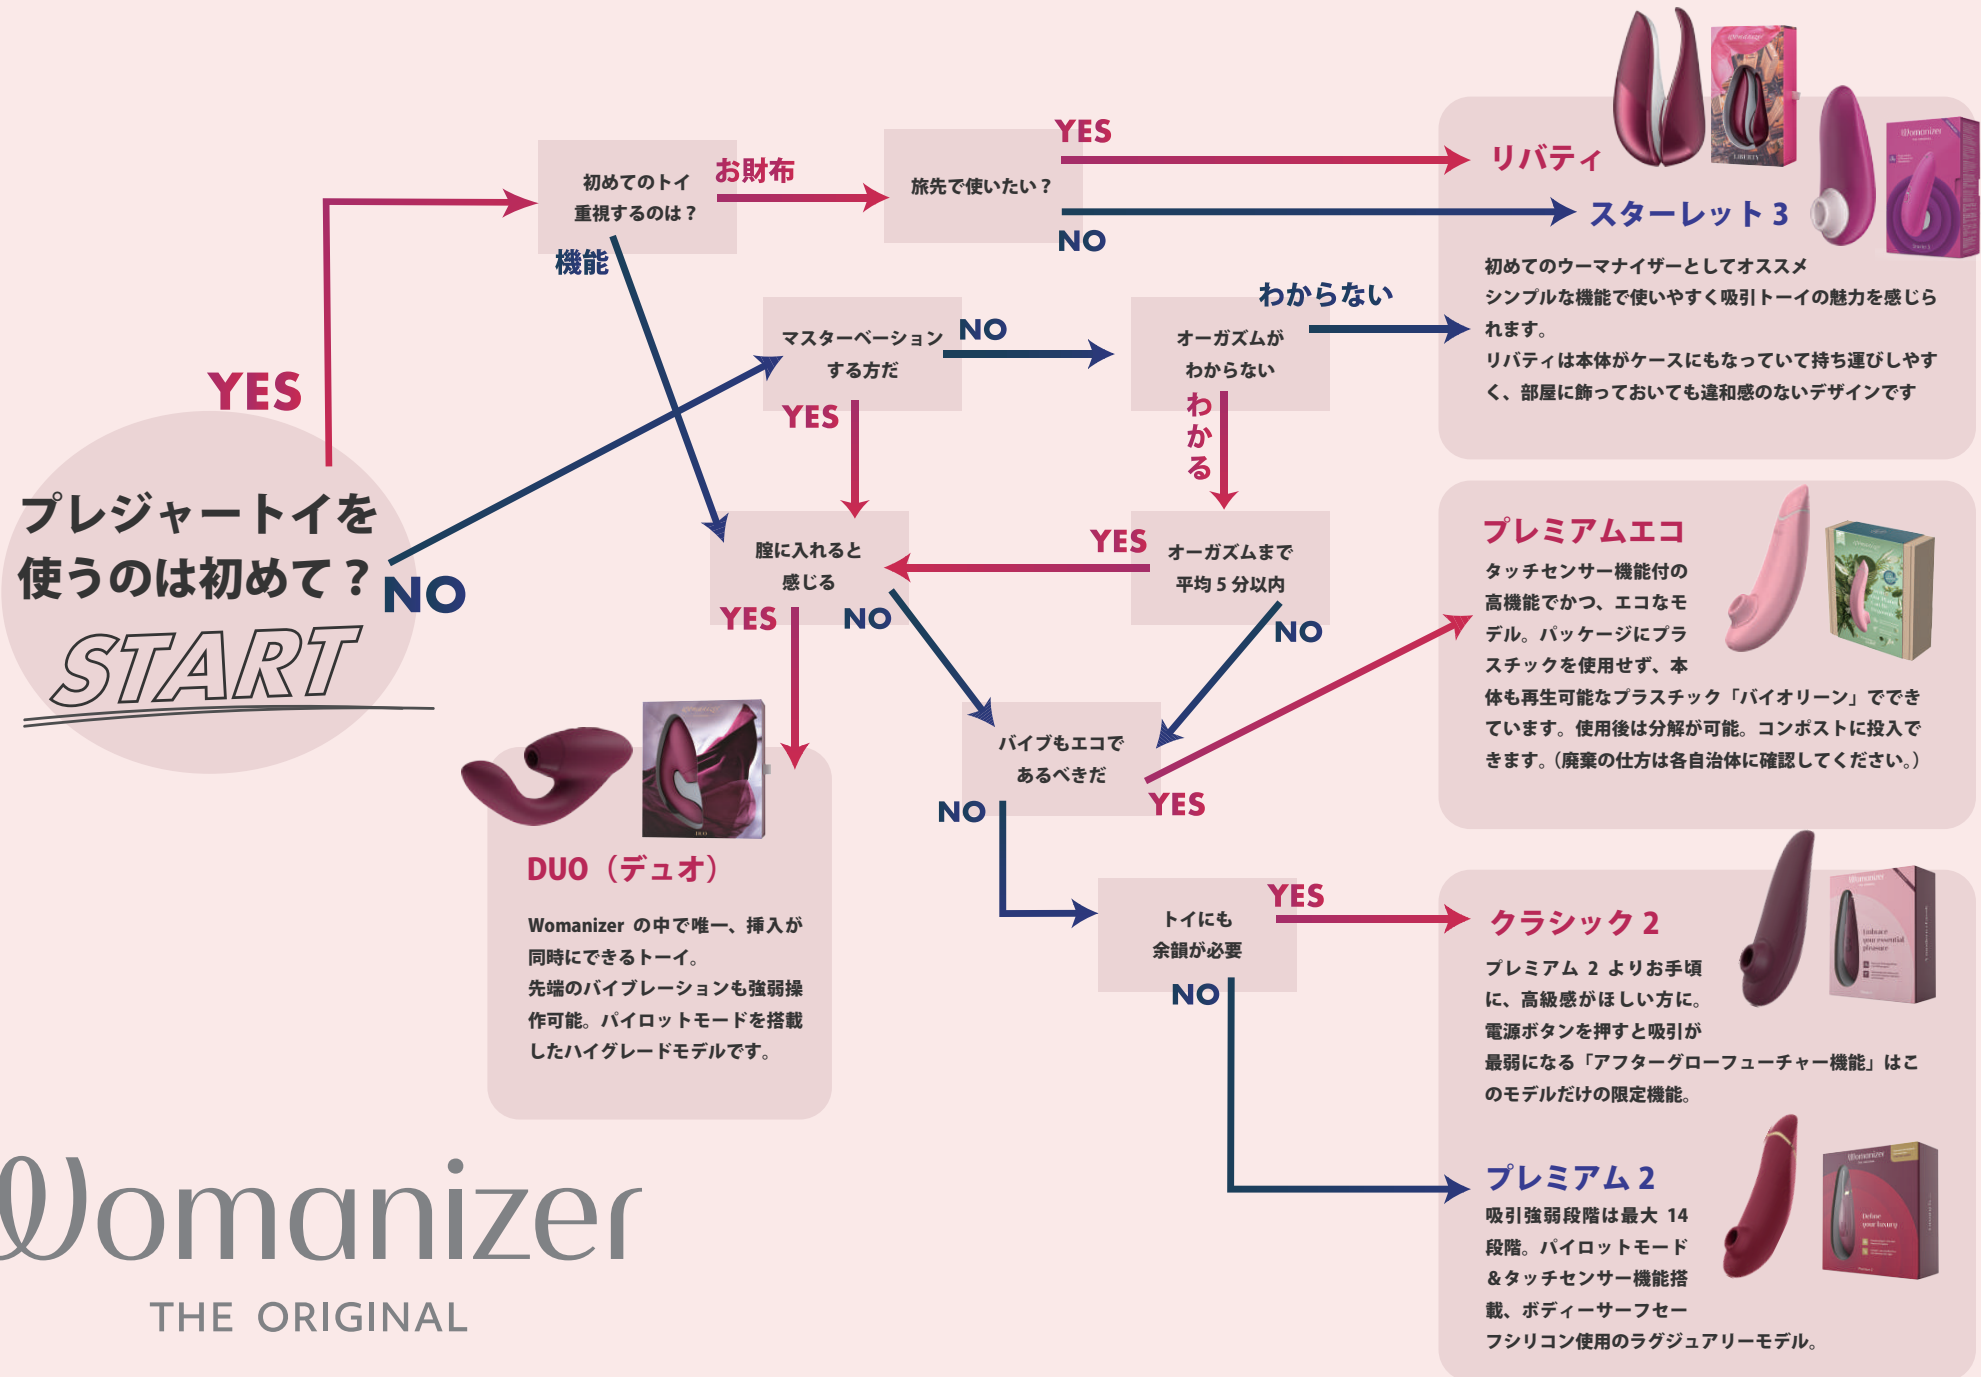 プレジャートイを
使うのは初めて？
START
YES
NO
初めてのトイ
重視するのは？
お財布
機能
旅先で使いたい？
YES
NO
マスターベーション
する方だ
NO
YES
オーガズムが
わからない
わからない
わかる
膣に入れると
感じる
YES
NO
オーガズムまで
平均 5 分以内
YES
NO
バイブもエコで
あるべきだ
NO
YES
トイにも
余韻が必要
YES
NO
リバティ
スターレット 3
初めてのウーマナイザーとしてオススメ
シンプルな機能で使いやすく吸引トーイの魅力を感じら
れます。
リバティは本体がケースにもなっていて持ち運びしやす
く、部屋に飾っておいても違和感のないデザインです
LIBERTY
Womanizer
プレミアムエコ
タッチセンサー機能付の
高機能でかつ、エコなモ
デル。パッケージにプラ
スチックを使用せず、本
体も再生可能なプラスチック「バイオリーン」ででき
ています。使用後は分解が可能。コンポストに投入で
きます。（廃棄の仕方は各自治体に確認してください。）
DUO（デュオ）
Womanizer の中で唯一、挿入が
同時にできるトーイ。
先端のバイブレーションも強弱操
作可能。パイロットモードを搭載
したハイグレードモデルです。
DUO
クラシック 2
プレミアム 2 よりお手頃
に、高級感がほしい方に。
電源ボタンを押すと吸引が
最弱になる「アフターグローフューチャー機能」はこ
のモデルだけの限定機能。
Womanizer
Embrace
your essential
pleasure
プレミアム 2
吸引強弱段階は最大 14
段階。パイロットモード
＆タッチセンサー機能搭
載、ボディーサーフセー
フシリコン使用のラグジュアリーモデル。
Womanizer
Define
your luxury
Womanizer
THE ORIGINAL